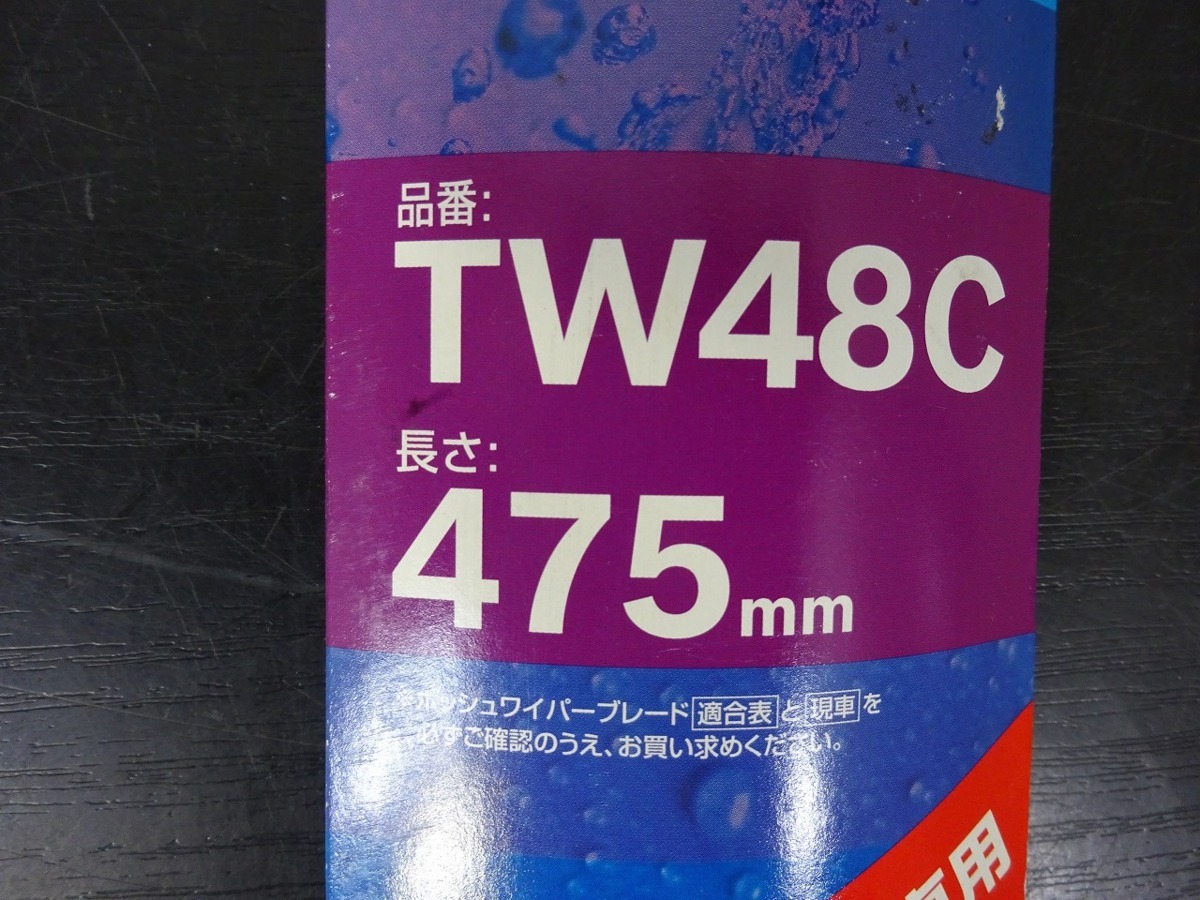 品番:
TW48C
長さ:
475mm
ボッシュワイパーブレード適合表と現車を
必ずご確認のうえ、お買い求めください。
用